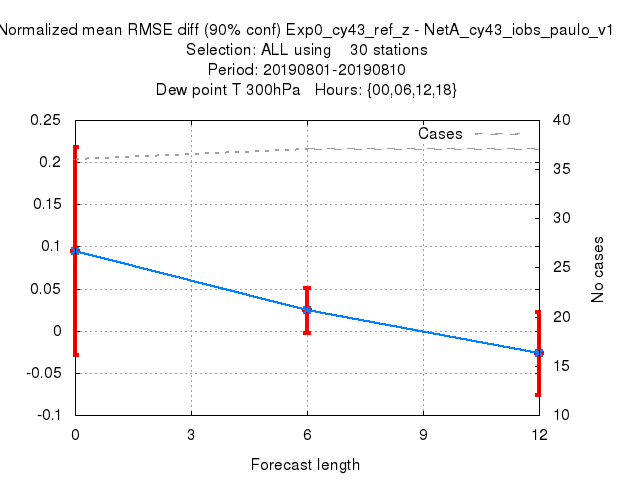 Normalized mean RMSE diff (90% conf) Exp0_cy43_ref_z - NetA_cy43_iobs_paulo_v1
Selection: ALL using 30 stations
Period: 20190801-20190810
Dew point T 300hPa Hours: {00,06,12,18}
Cases
0.25
0.2
0.15
0.1
0.05
0
-0.05
-0.1
40
35
30
25
20
15
10
No cases
0
3
6
9
12
Forecast length